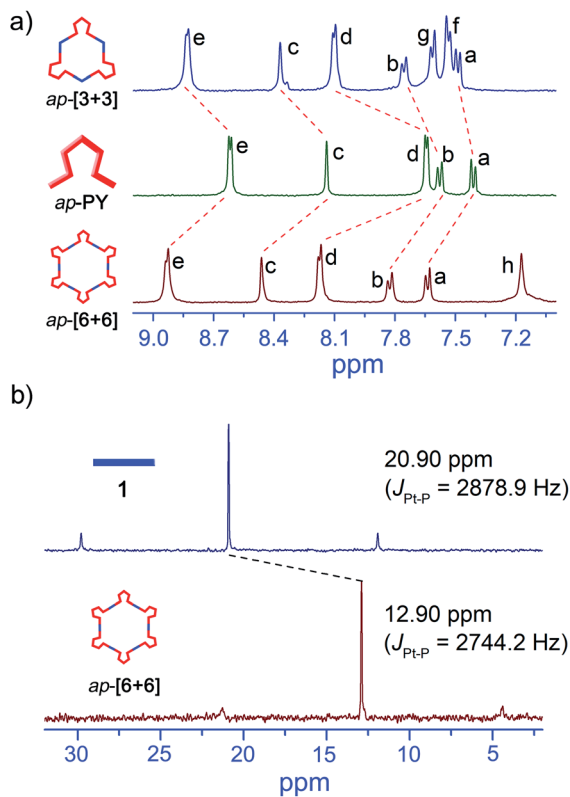 a)
e c d b g f a
ap-[3+3]
e c d b a
ap-PY
e c d b a h
ap-[6+6]
9.0 8.7 8.4 8.1 7.8 7.5 7.2
ppm
b)
20.90 ppm
(J Pt-P = 2878.9 Hz)
1
12.90 ppm
(J Pt-P = 2744.2 Hz)
ap-[6+6]
30 25 20 15 10 5
ppm